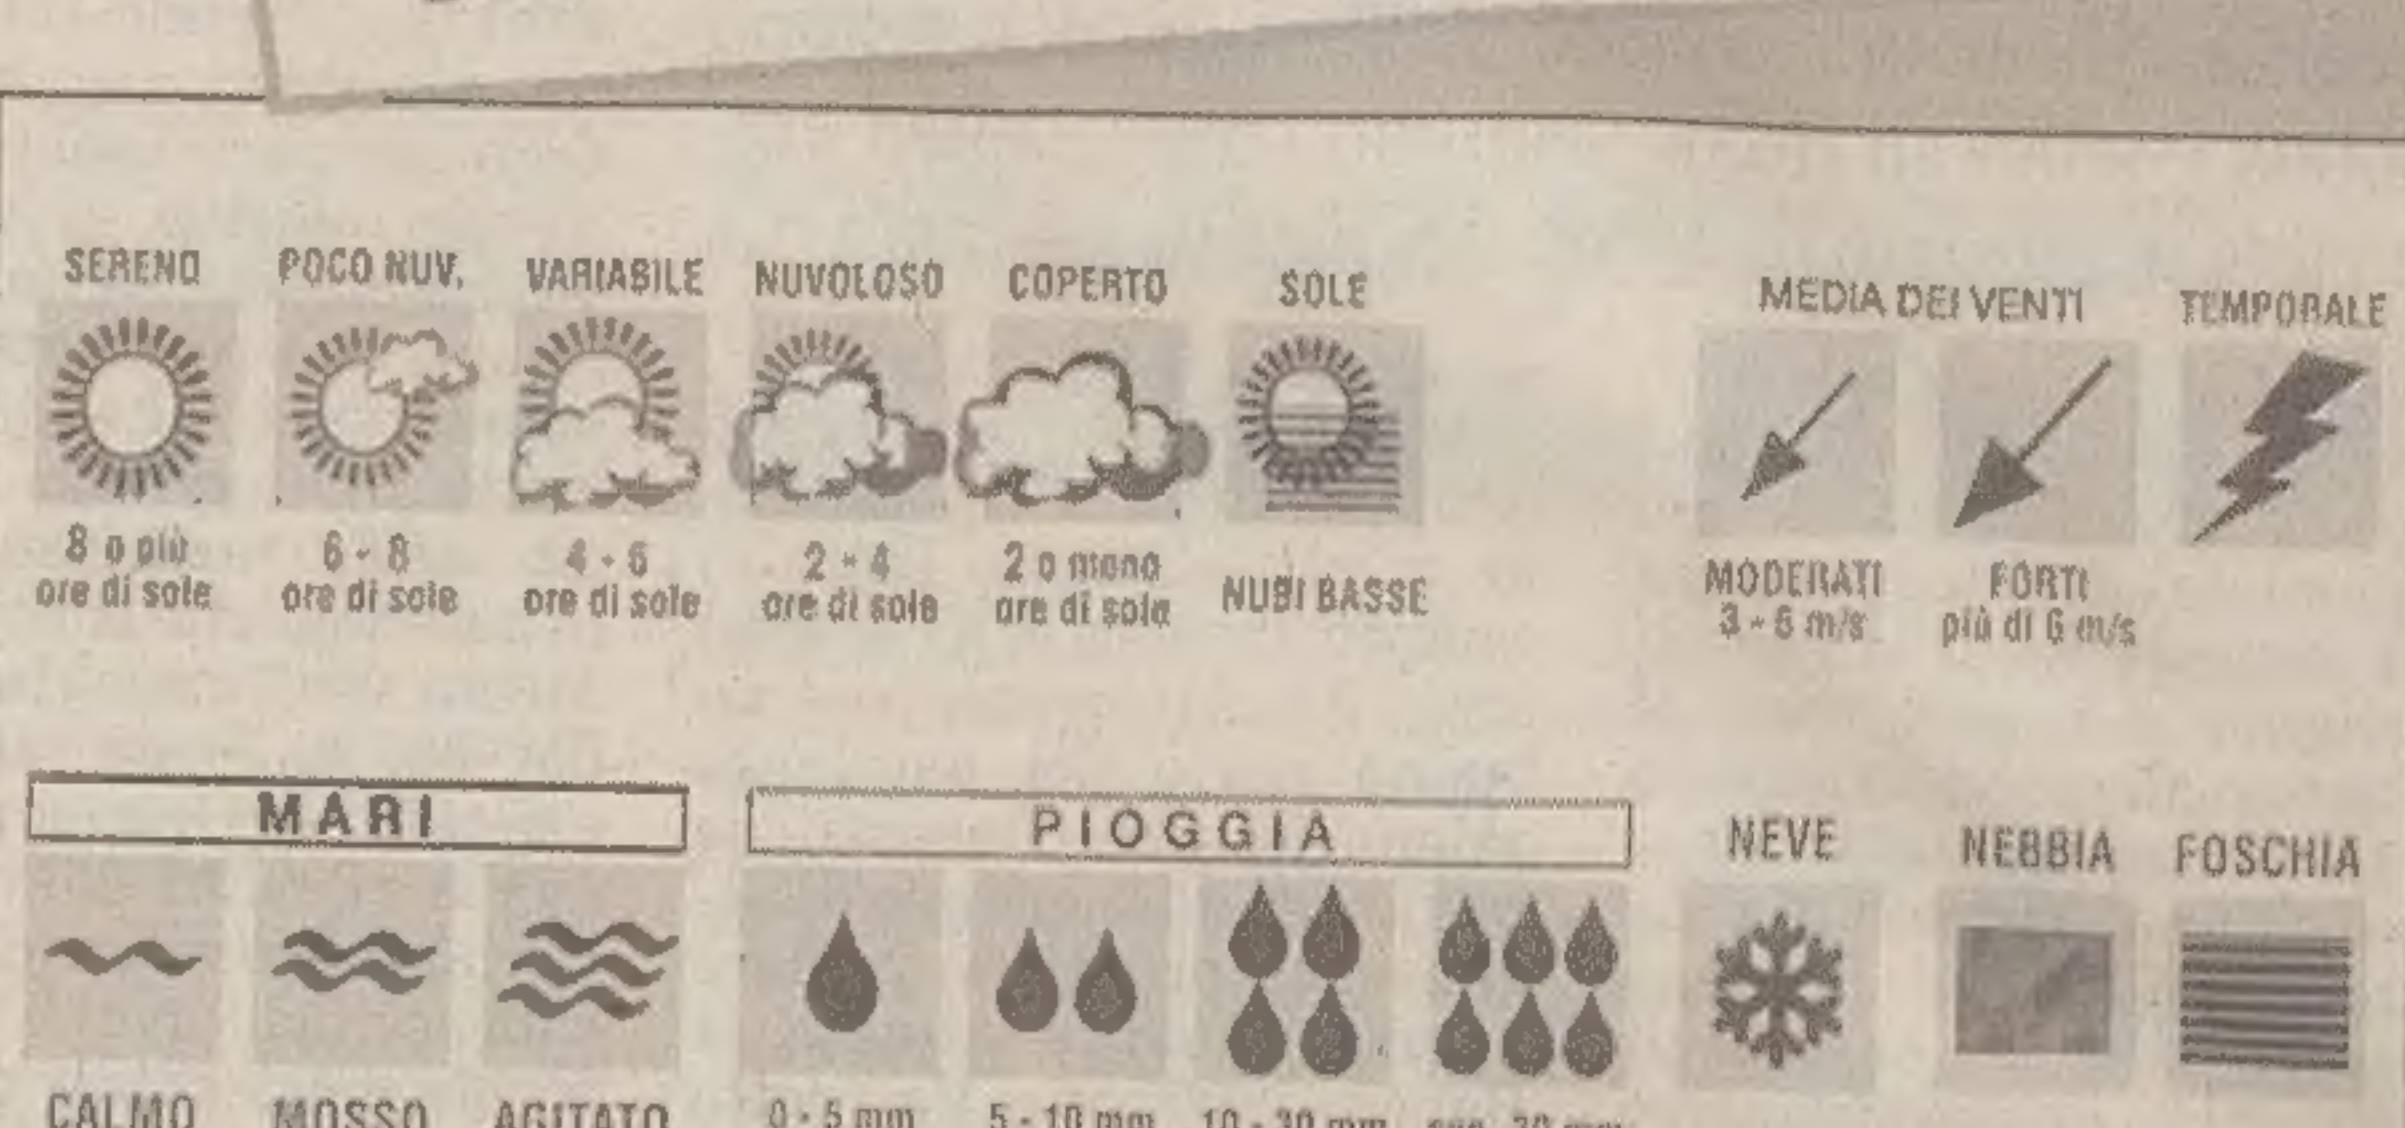 SERENO
POCO NUV.
VARIABILE
NUVOLOSO
COPERTO
SOLE
MEDIA DEI VENTI
TEMPORALE
8 o più
ore di sole
6 - 8
ore di sole
4 - 6
ore di sole
2 - 4
ore di sole
2 o meno
ore di sole
NUBI BASSE
MODERATI
3 - 6 m/s
FORTI
più di 6 m/s
MARI
PIOGGIA
NEVE
NEBBIA
FOSCHIA
CALMO
MOSSO
AGITATO
0 - 5 mm
5 - 10 mm
10 - 30 mm
30 mm